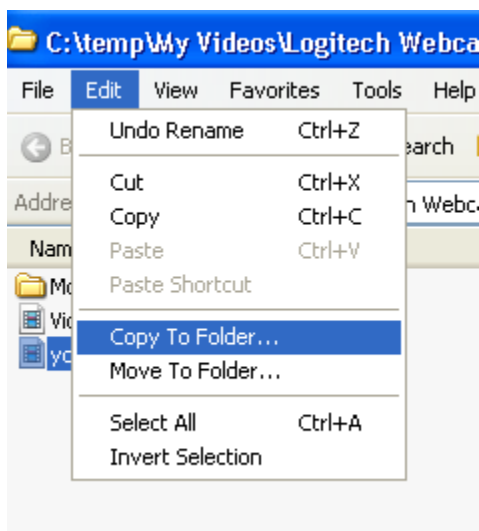 C:\temp\My Videos\Logitech Webca
File Edit View Favorites Tools Help
Undo Rename Ctrl+Z
Cut Ctrl+X
Copy Ctrl+C
Paste Ctrl+V
Paste Shortcut
Copy To Folder...
Move To Folder...
Select All Ctrl+A
Invert Selection
B
earch
Addre
n Webca
Nam
Mo
Vid
yo